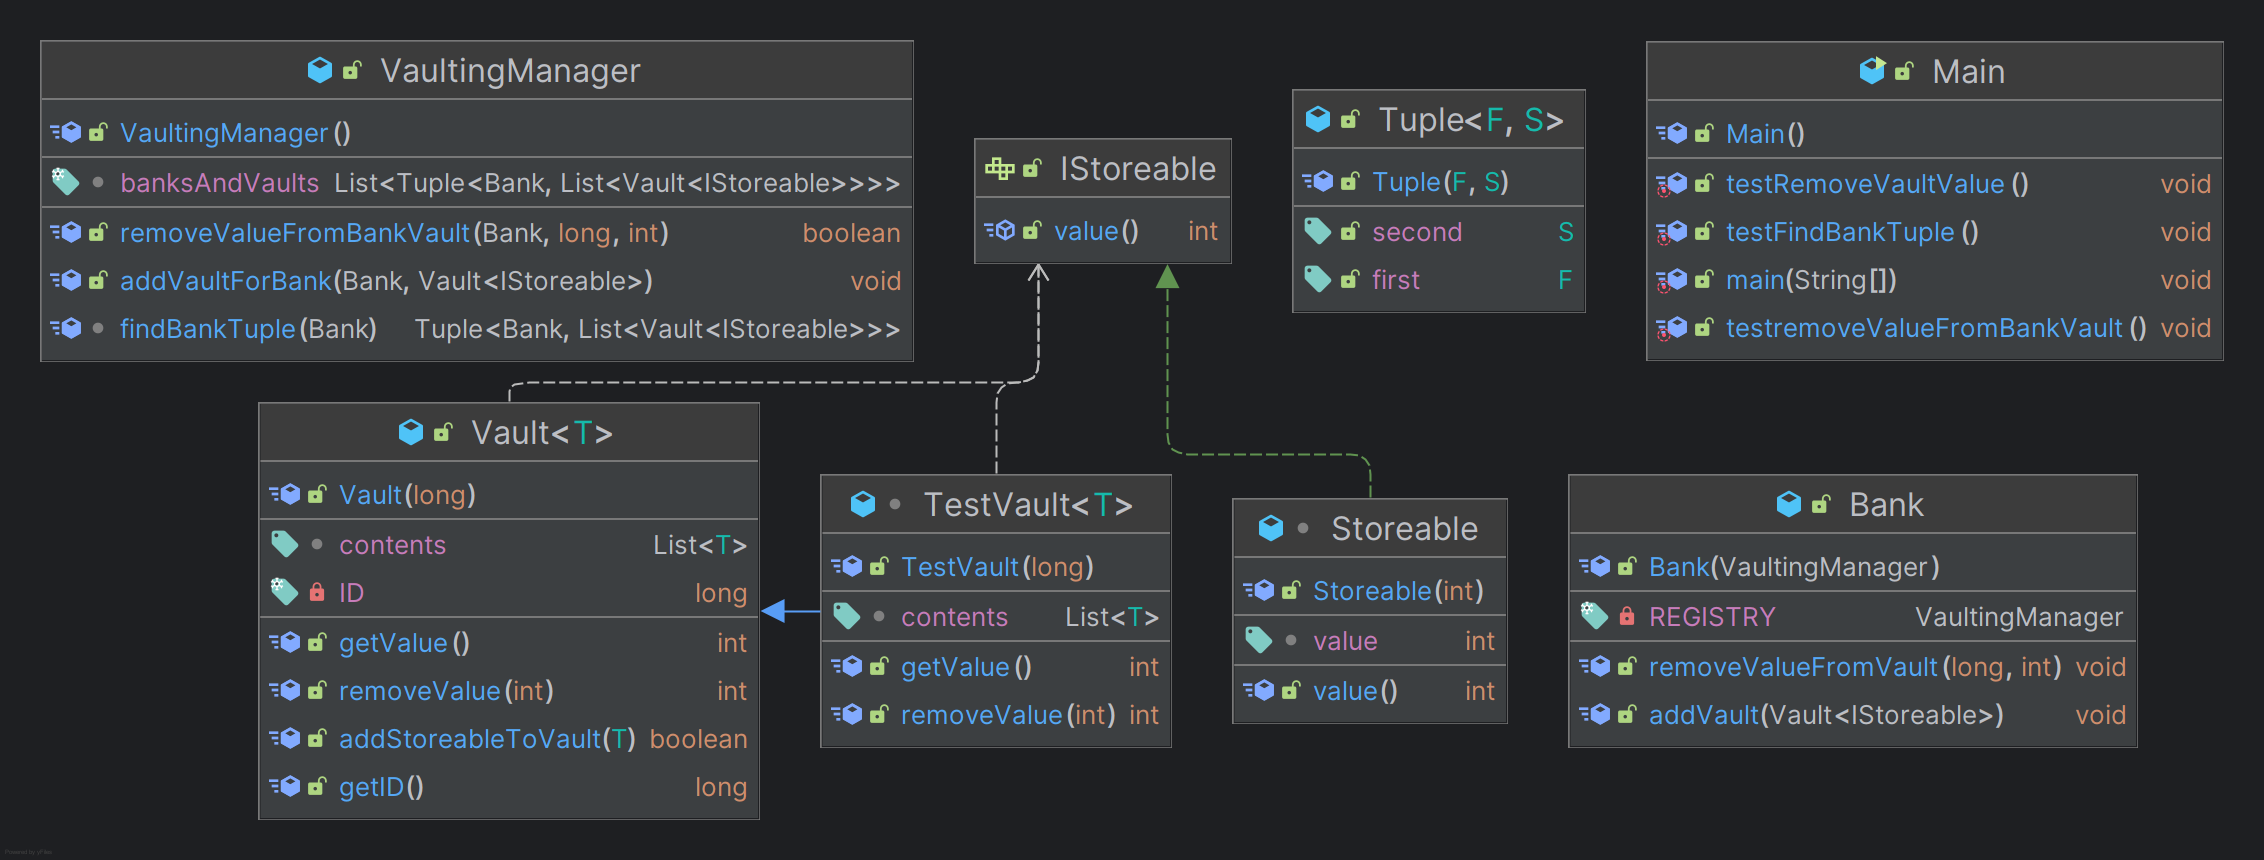 VaultingManager
VaultingManager()
banksAndVaults List<Tuple<Bank, List<Vault<IStoreable>>>>
removeValueFromBankVault(Bank, long, int) boolean
addVaultForBank(Bank, Vault<IStoreable>) void
findBankTuple(Bank) Tuple<Bank, List<Vault<IStoreable>>>
IStoreable
value() int
Tuple<F, S>
Tuple(F, S)
second S
first F
Main
Main()
testRemoveVaultValue() void
testFindBankTuple() void
main(String[]) void
testremoveValueFromBankVault() void
Vault<T>
Vault(long)
contents List<T>
ID long
getValue() int
removeValue(int) int
addStoreableToVault(T) boolean
getID() long
TestVault<T>
TestVault(long)
contents List<T>
getValue() int
removeValue(int) int
Storeable
Storeable(int)
value int
value() int
Bank
Bank(VaultingManager)
REGISTRY VaultingManager
removeValueFromVault(long, int) void
addVault(Vault<IStoreable>) void
Powered by yFiles